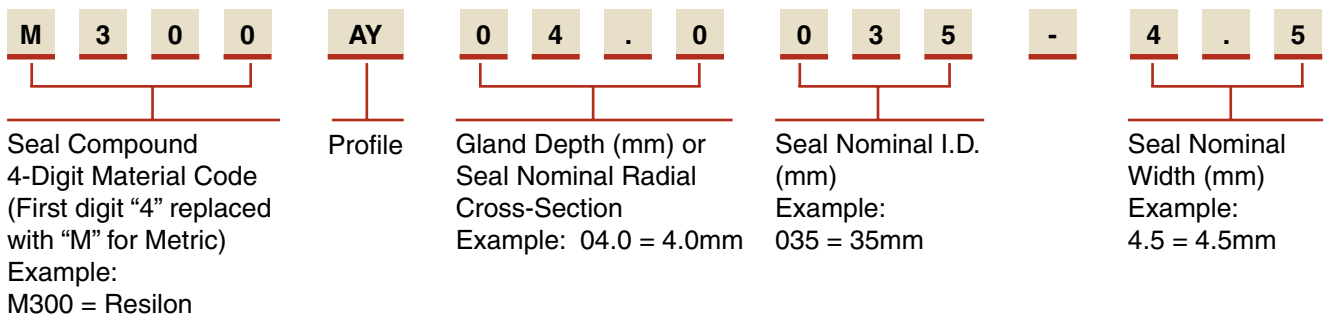 M 3 0 0 AY 0 4 . 0 0 3 5 - 4 . 5
Seal Compound
4-Digit Material Code
(First digit “4” replaced
with “M” for Metric)
Example:
M300 = Resilon
Profile
Gland Depth (mm) or
Seal Nominal Radial
Cross-Section
Example: 04.0 = 4.0mm
Seal Nominal I.D.
(mm)
Example:
035 = 35mm
Seal Nominal
Width (mm)
Example:
4.5 = 4.5mm